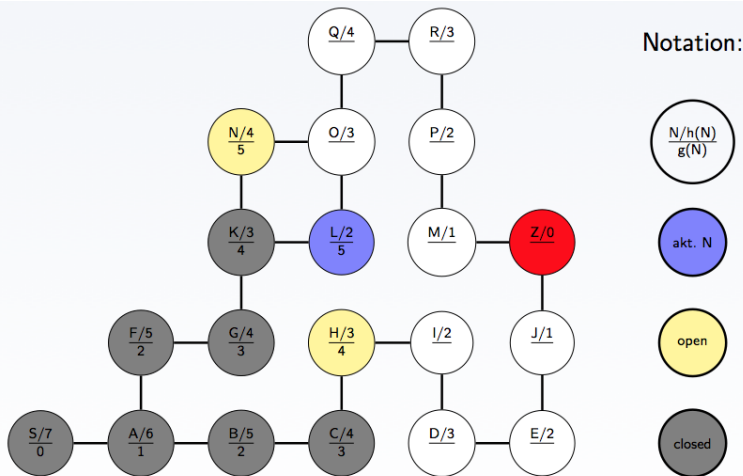 Q/4
R/3
Notation:
N/4
5
O/3
P/2
N/h(N)
g(N)
K/3
4
L/2
5
M/1
Z/0
akt. N
F/5
2
G/4
3
H/3
4
I/2
J/1
open
S/7
0
A/6
1
B/5
2
C/4
3
D/3
E/2
closed